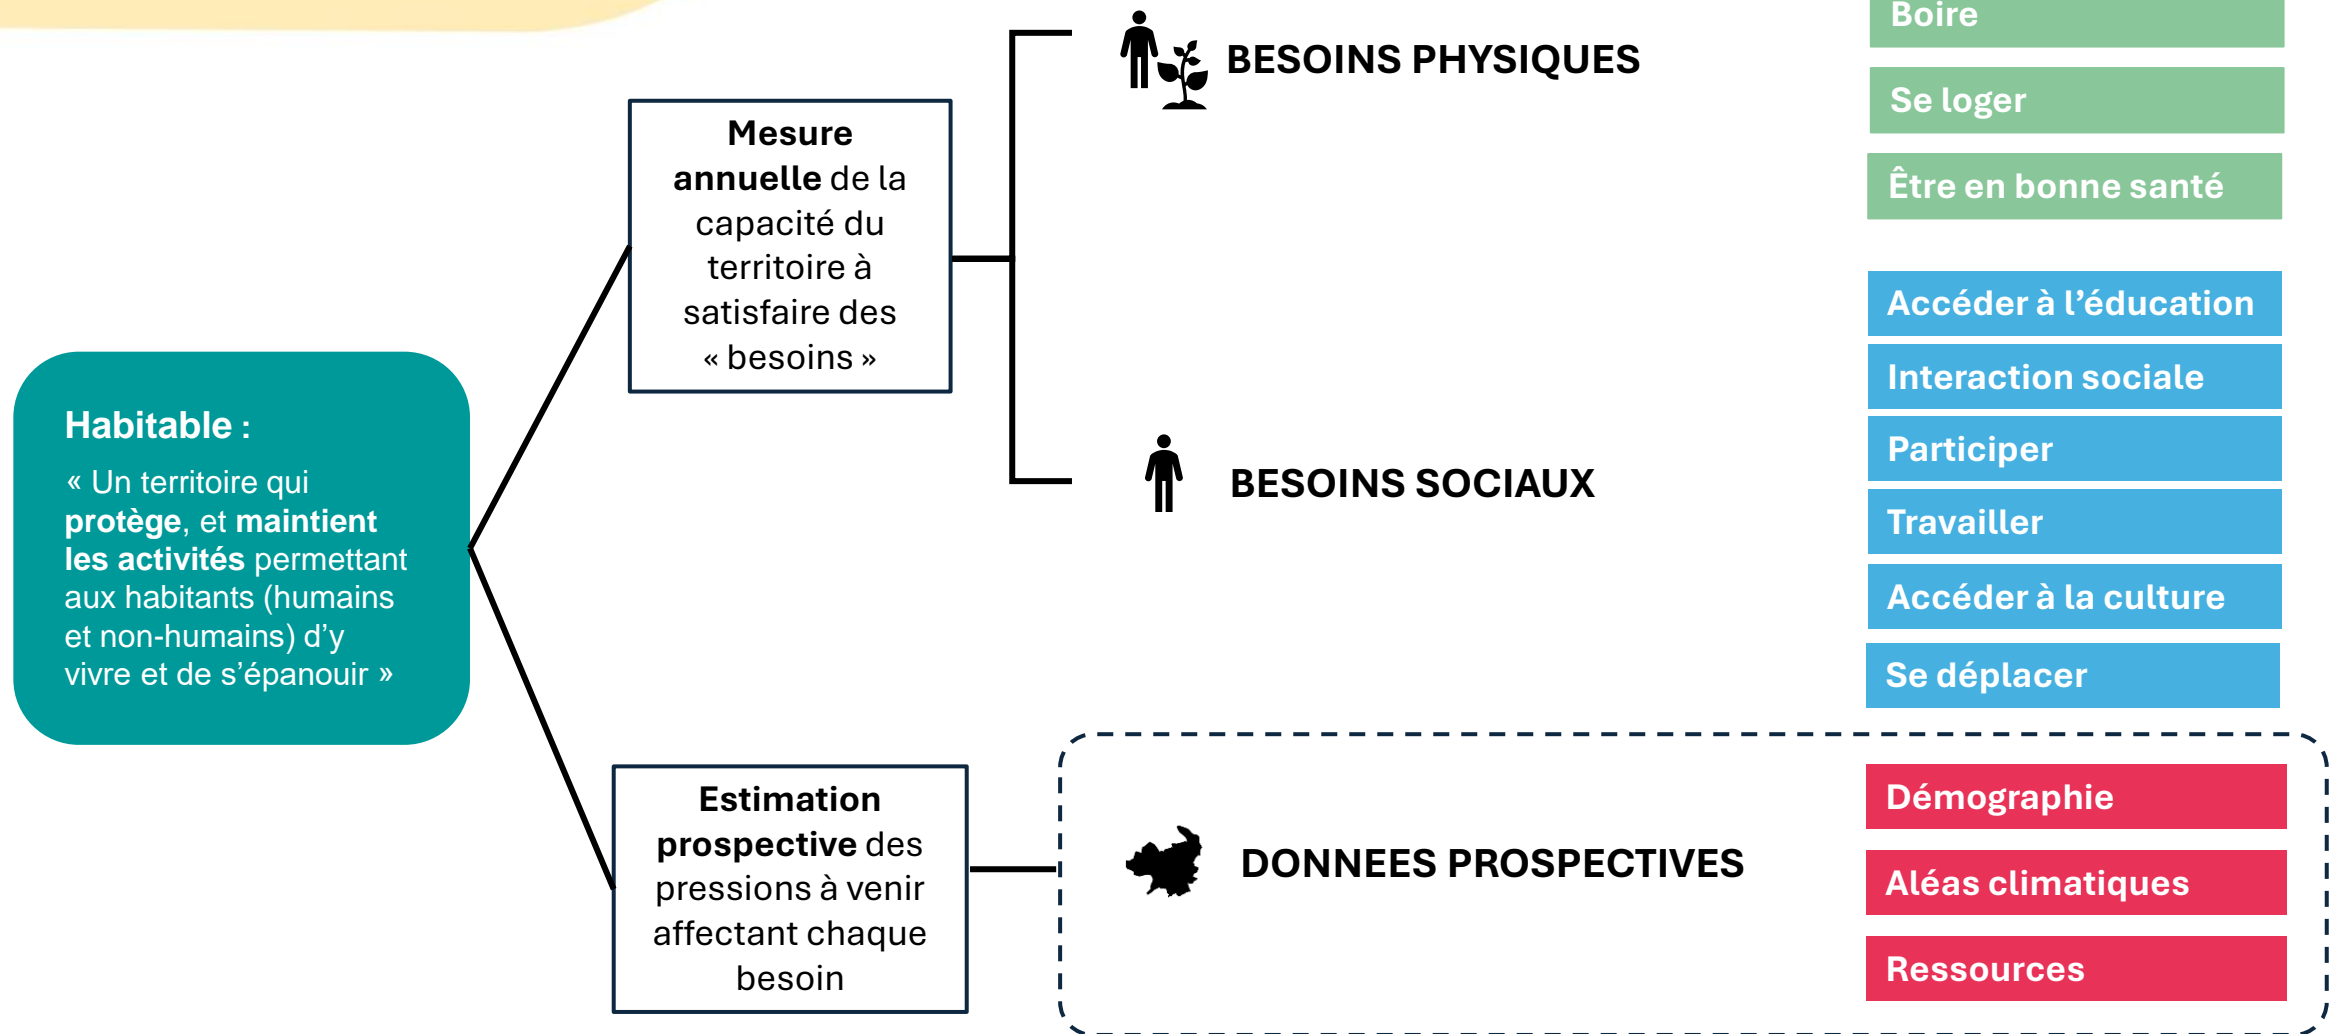 Boire
BESOINS PHYSIQUES
Se loger
Être en bonne santé
Mesure
annuelle de la
capacité du
territoire à
satisfaire des
« besoins »
Accéder à l’éducation
Interaction sociale
Participer
BESOINS SOCIAUX
Travailler
Accéder à la culture
Se déplacer
Habitable :
« Un territoire qui
protège, et maintient
les activités permettant
aux habitants (humains
et non-humains) d’y
vivre et de s’épanouir »
Estimation
prospective des
pressions à venir
affectant chaque
besoin
DONNEES PROSPECTIVES
Démographie
Aléas climatiques
Ressources